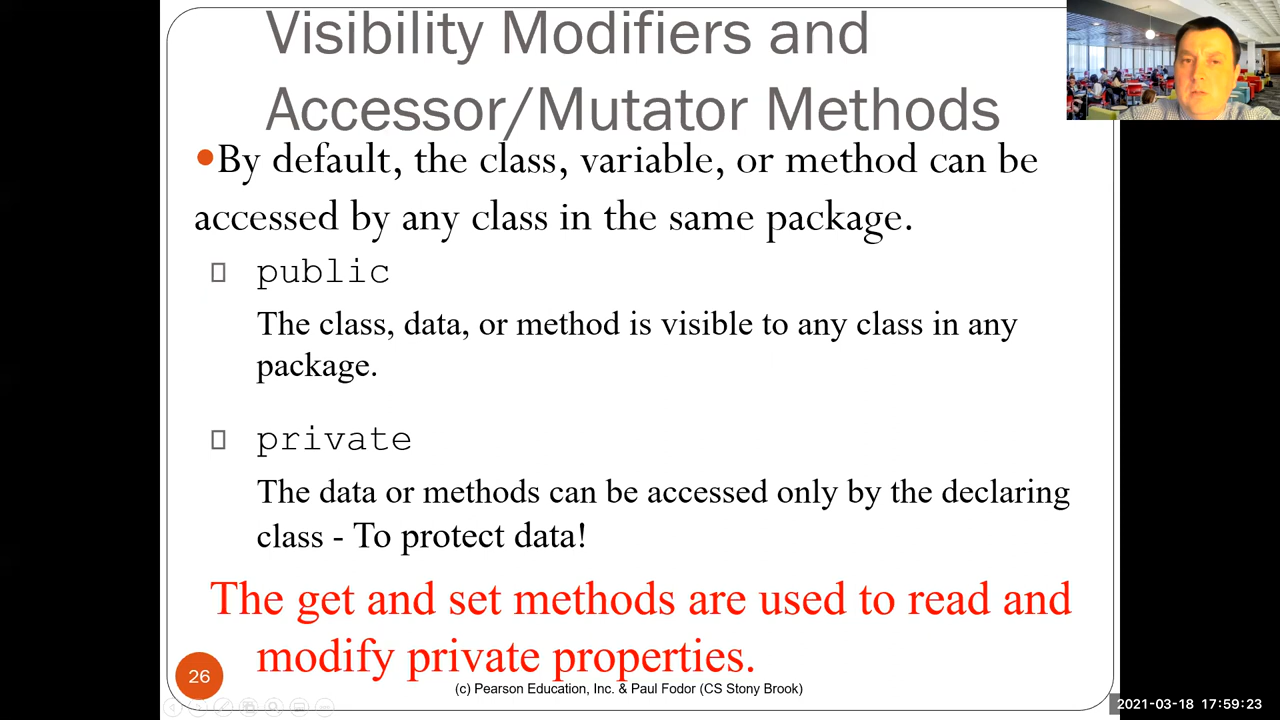 Visibility Modifiers and
Accessor/Mutator Methods
By default, the class, variable, or method can be
accessed by any class in the same package.
public
The class, data, or method is visible to any class in any
package.
private
The data or methods can be accessed only by the declaring
class - To protect data!
The get and set methods are used to read and
modify private properties.
26
(c) Pearson Education, Inc. & Paul Fodor (CS Stony Brook)
2021-03-18 17:59:23